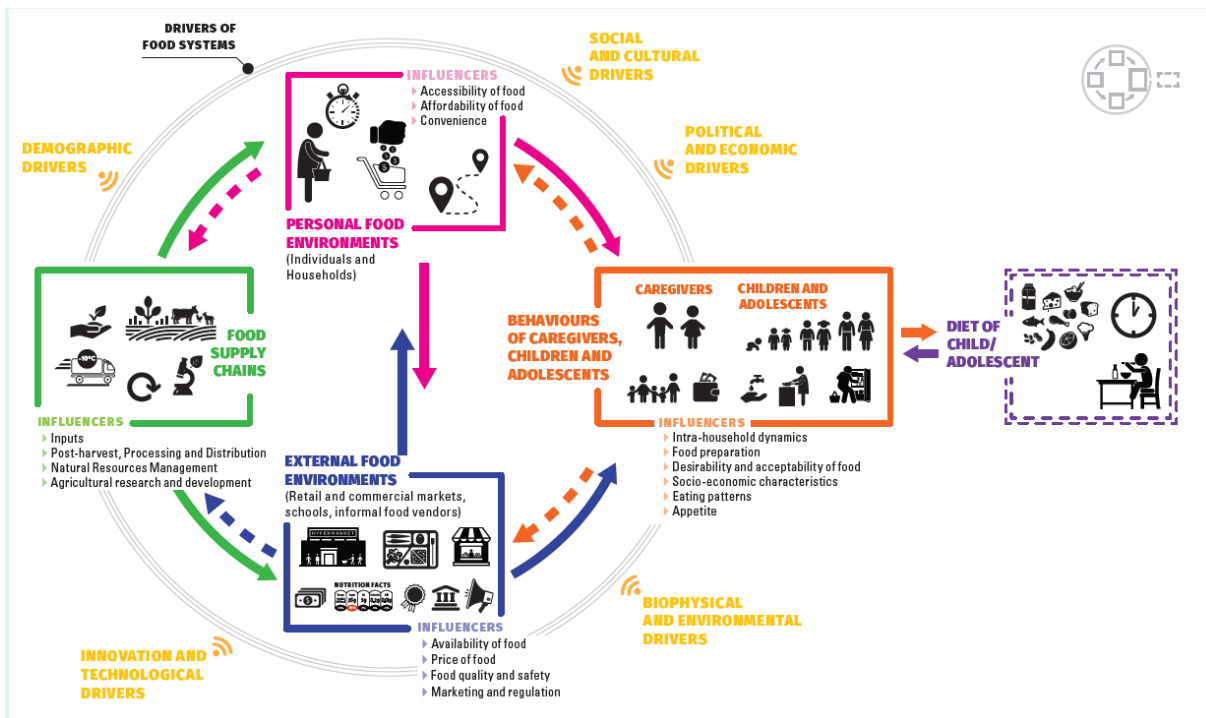 DRIVERS OF
FOOD SYSTEMS
SOCIAL
AND CULTURAL
DRIVERS
INFLUENCERS
Accessibility of food
Affordability of food
Convenience
POLITICAL
AND ECONOMIC
DRIVERS
DEMOGRAPHIC
DRIVERS
PERSONAL FOOD
ENVIRONMENTS
(Individuals and
Households)
CAREGIVERS
CHILDREN AND
ADOLESCENTS
BEHAVIOURS
OF CAREGIVERS,
CHILDREN AND
ADOLESCENTS
DIET OF
CHILD/
ADOLESCENT
FOOD
SUPPLY
CHAINS
-10°C
INFLUENCERS
Inputs
Post-harvest, Processing and Distribution
Natural Resources Management
Agricultural research and development
INFLUENCERS
Intra-household dynamics
Food preparation
Desirability and acceptability of food
Socio-economic characteristics
Eating patterns
Appetite
EXTERNAL FOOD
ENVIRONMENTS
(Retail and commercial markets,
schools, informal food vendors)
HYPERMARKET
NUTRITION FACTS
INFLUENCERS
Availability of food
Price of food
Food quality and safety
Marketing and regulation
BIOPHYSICAL
AND ENVIRONMENTAL
DRIVERS
INNOVATION AND
TECHNOLOGICAL
DRIVERS